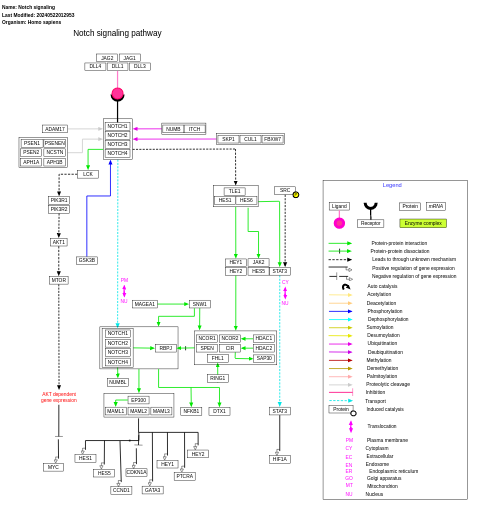 Name: Notch signaling
Last Modified: 20240522012953
Organism: Homo sapiens
Notch signaling pathway
JAG2 JAG1
DLL4 DLL1 DLL3
ADAM17
NOTCH1
NOTCH2
NOTCH3
NOTCH4
NUMB ITCH
SKP1 CUL1 FBXW7
PSEN1 PSENEN
PSEN2 NCSTN
APH1A APH1B
LCK
PIK3R1
PIK3R2
AKT1
GSK3B
MTOR
TLE1
HES1 HES6
SRC
P
HEY1 JAK2
HEY2 HES5 STAT3
PM
NU
CY
NU
MAGEA1
SNW1
NOTCH1
NOTCH2
NOTCH3
NOTCH4
RBPJ
NCOR1 NCOR2 HDAC1
SPEN CIR HDAC2
FHL1 SAP30
RING1
NUMBL
AKT dependent
gene expression
EP300
MAML1 MAML2 MAML3
NFKB1
DTX1
STAT3
MYC
HES1
HES5
CCND1
CDKN1A
GATA3
HEY1
PTCRA
HEY2
HIF1A
Legend
Ligand
Protein
mRNA
Receptor
Enzyme complex
Protein-protein interaction
Protein-protein dissociation
Leads to through unknown mechanism
Positive regulation of gene expression
Negative regulation of gene expression
Auto catalysis
Acetylation
Deacetylation
Phosphorylation
Dephosphorylation
Sumoylation
Desumoylation
Ubiquitination
Deubiquitination
Methylation
Demethylation
Palmitoylation
Proteolytic cleavage
Inhibition
Transport
Protein Induced catalysis
Translocation
PM Plasma membrane
CY Cytoplasm
EC Extracellular
EN Endosome
ER Endoplasmic reticulum
GO Golgi apparatus
MT Mitochondrion
NU Nucleus